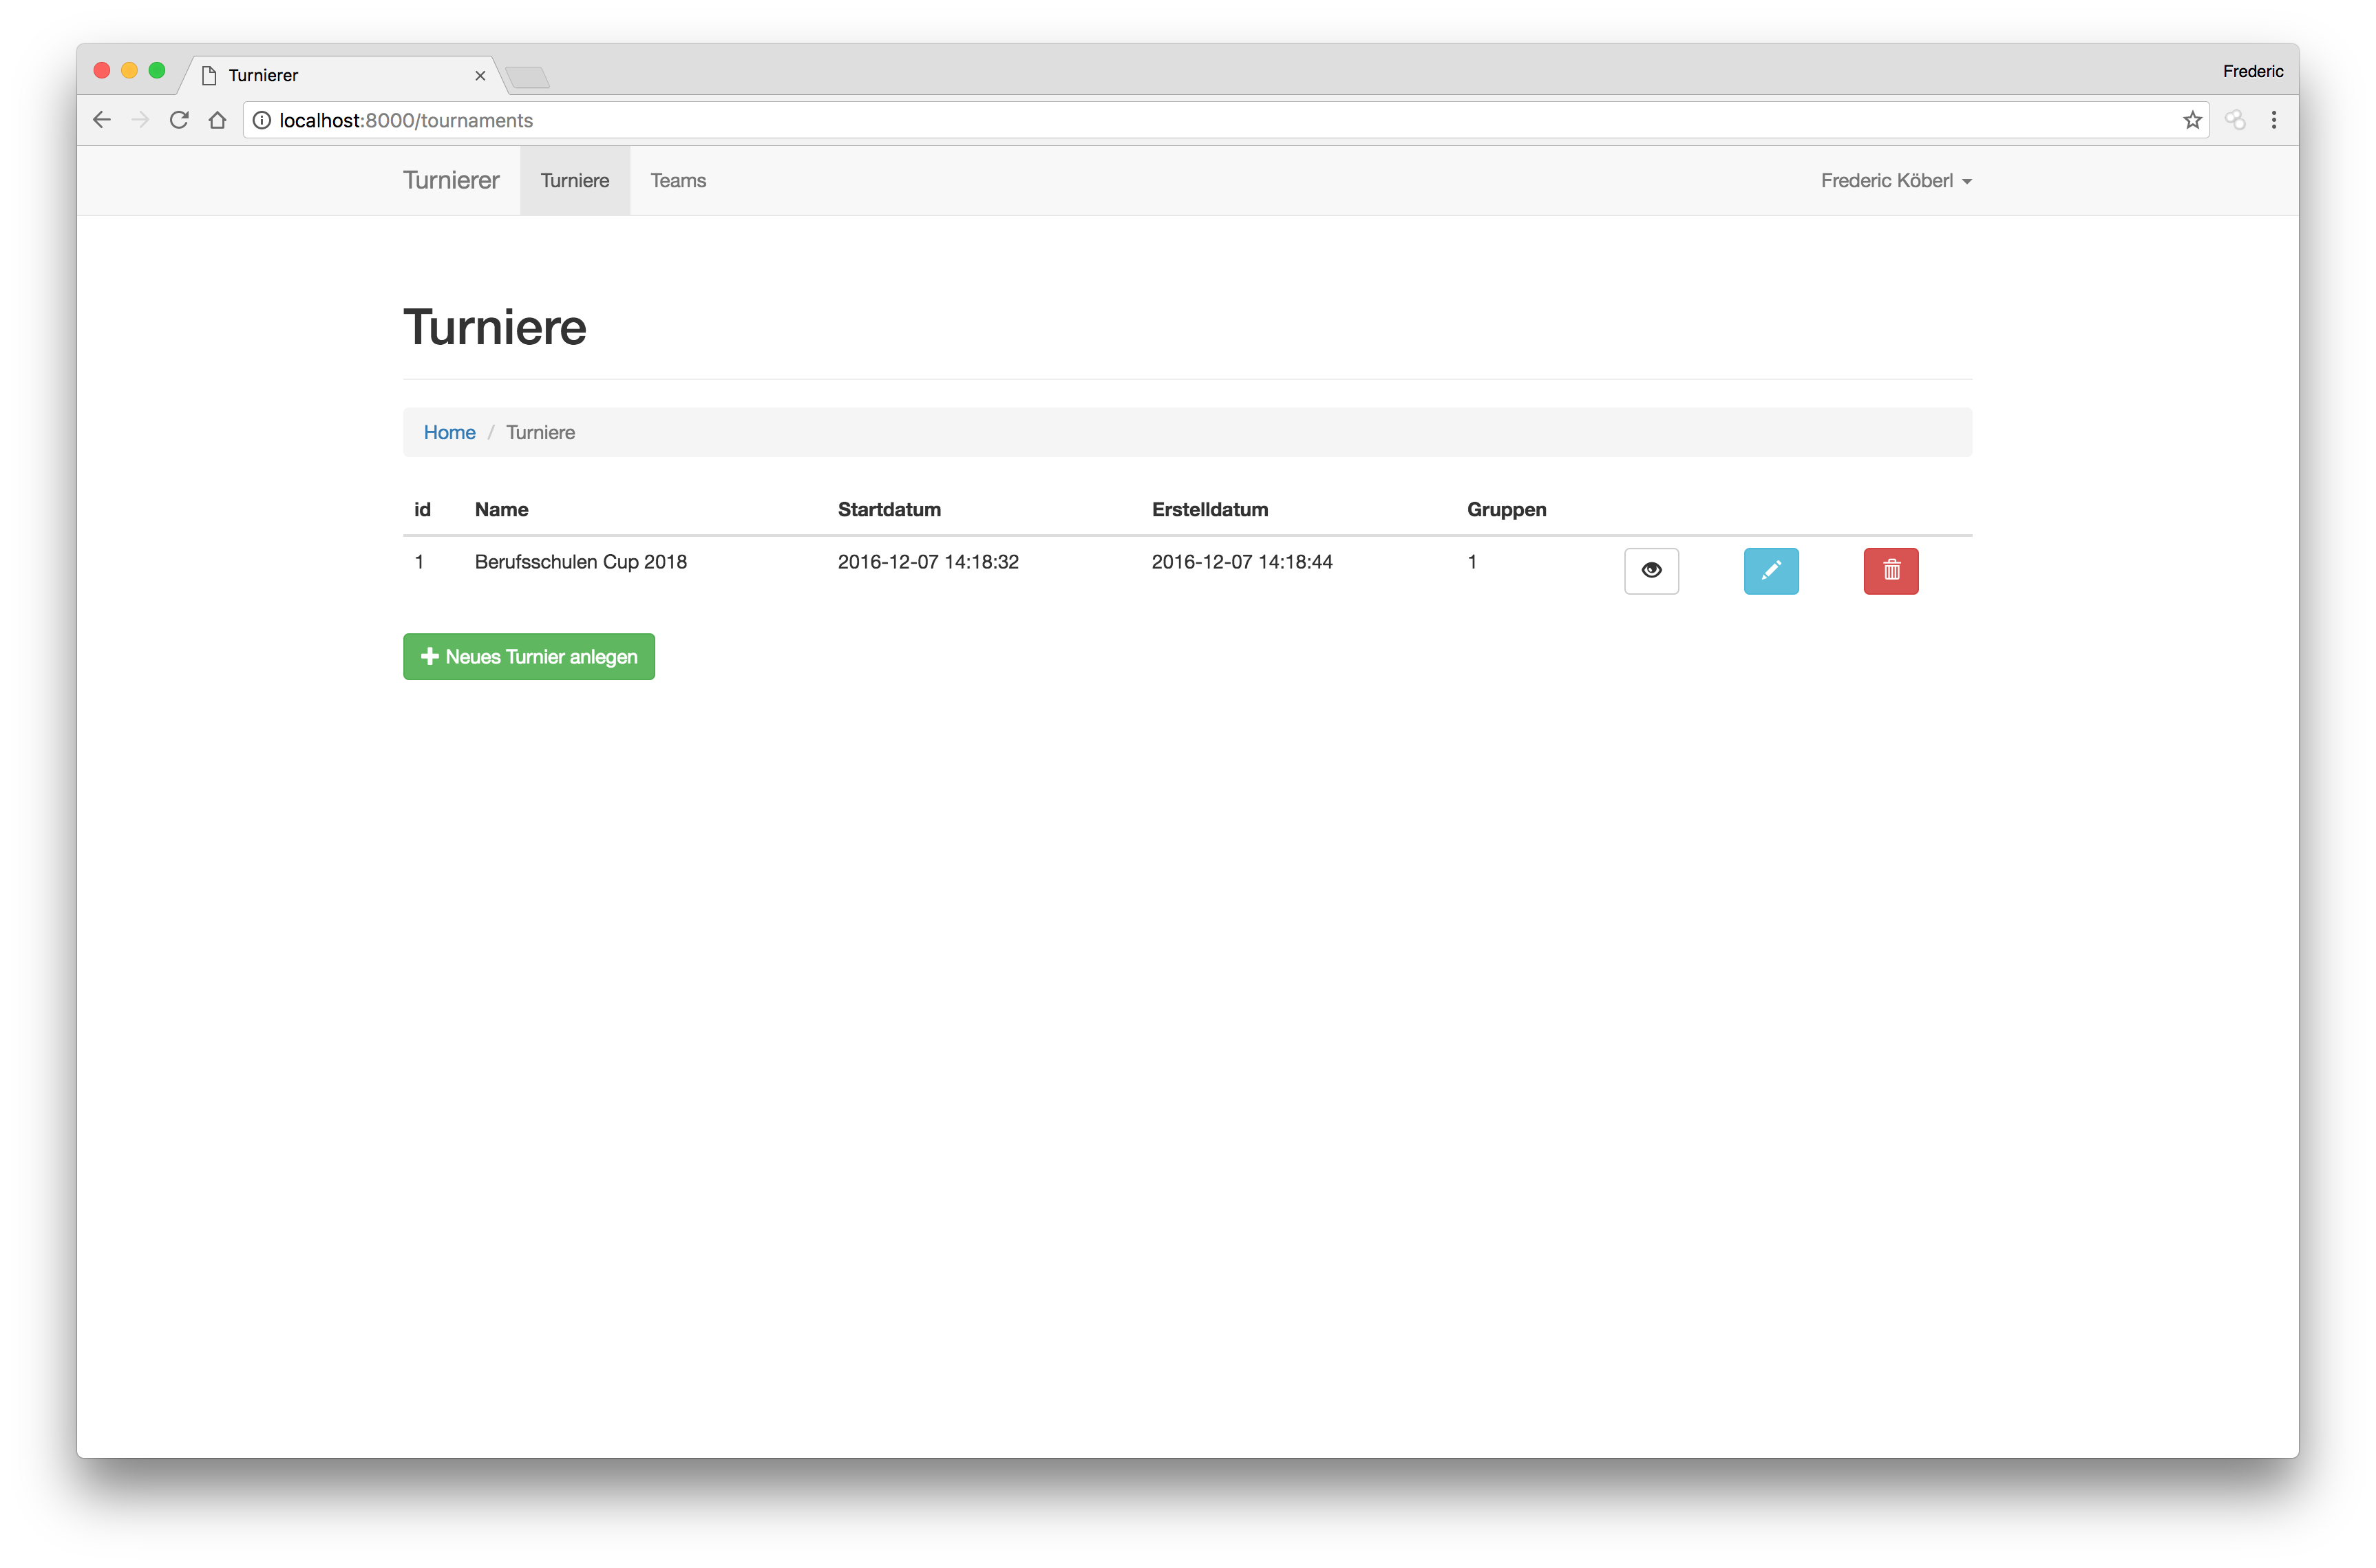 Turnierer
Frederic
localhost:8000/tournaments
Turnierer Turniere Teams Frederic Köberl
Turniere
Home / Turniere
id Name Startdatum Erstelldatum Gruppen
1 Berufsschulen Cup 2018 2016-12-07 14:18:32 2016-12-07 14:18:44 1
Neues Turnier anlegen